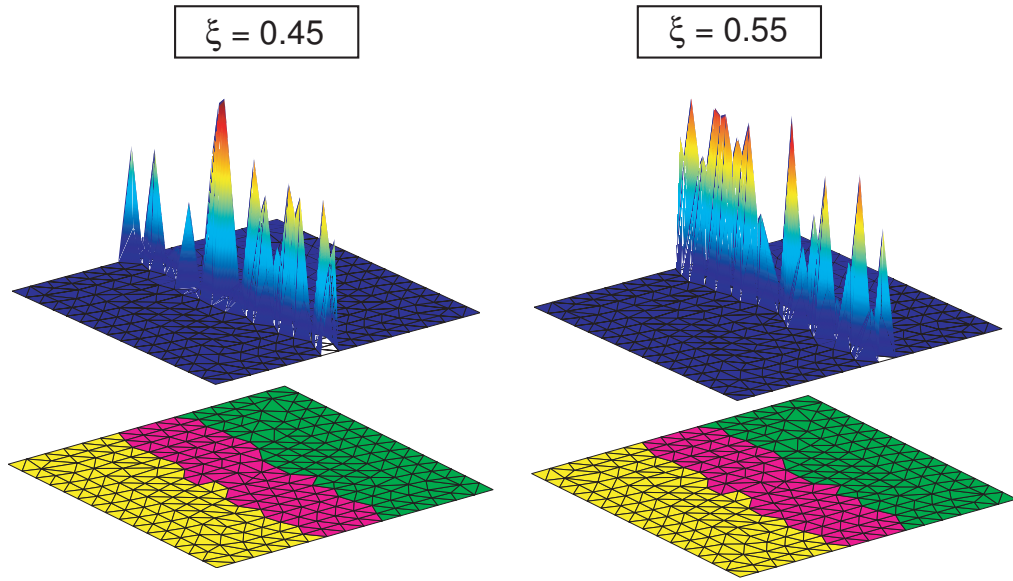 ξ = 0.45
ξ = 0.55